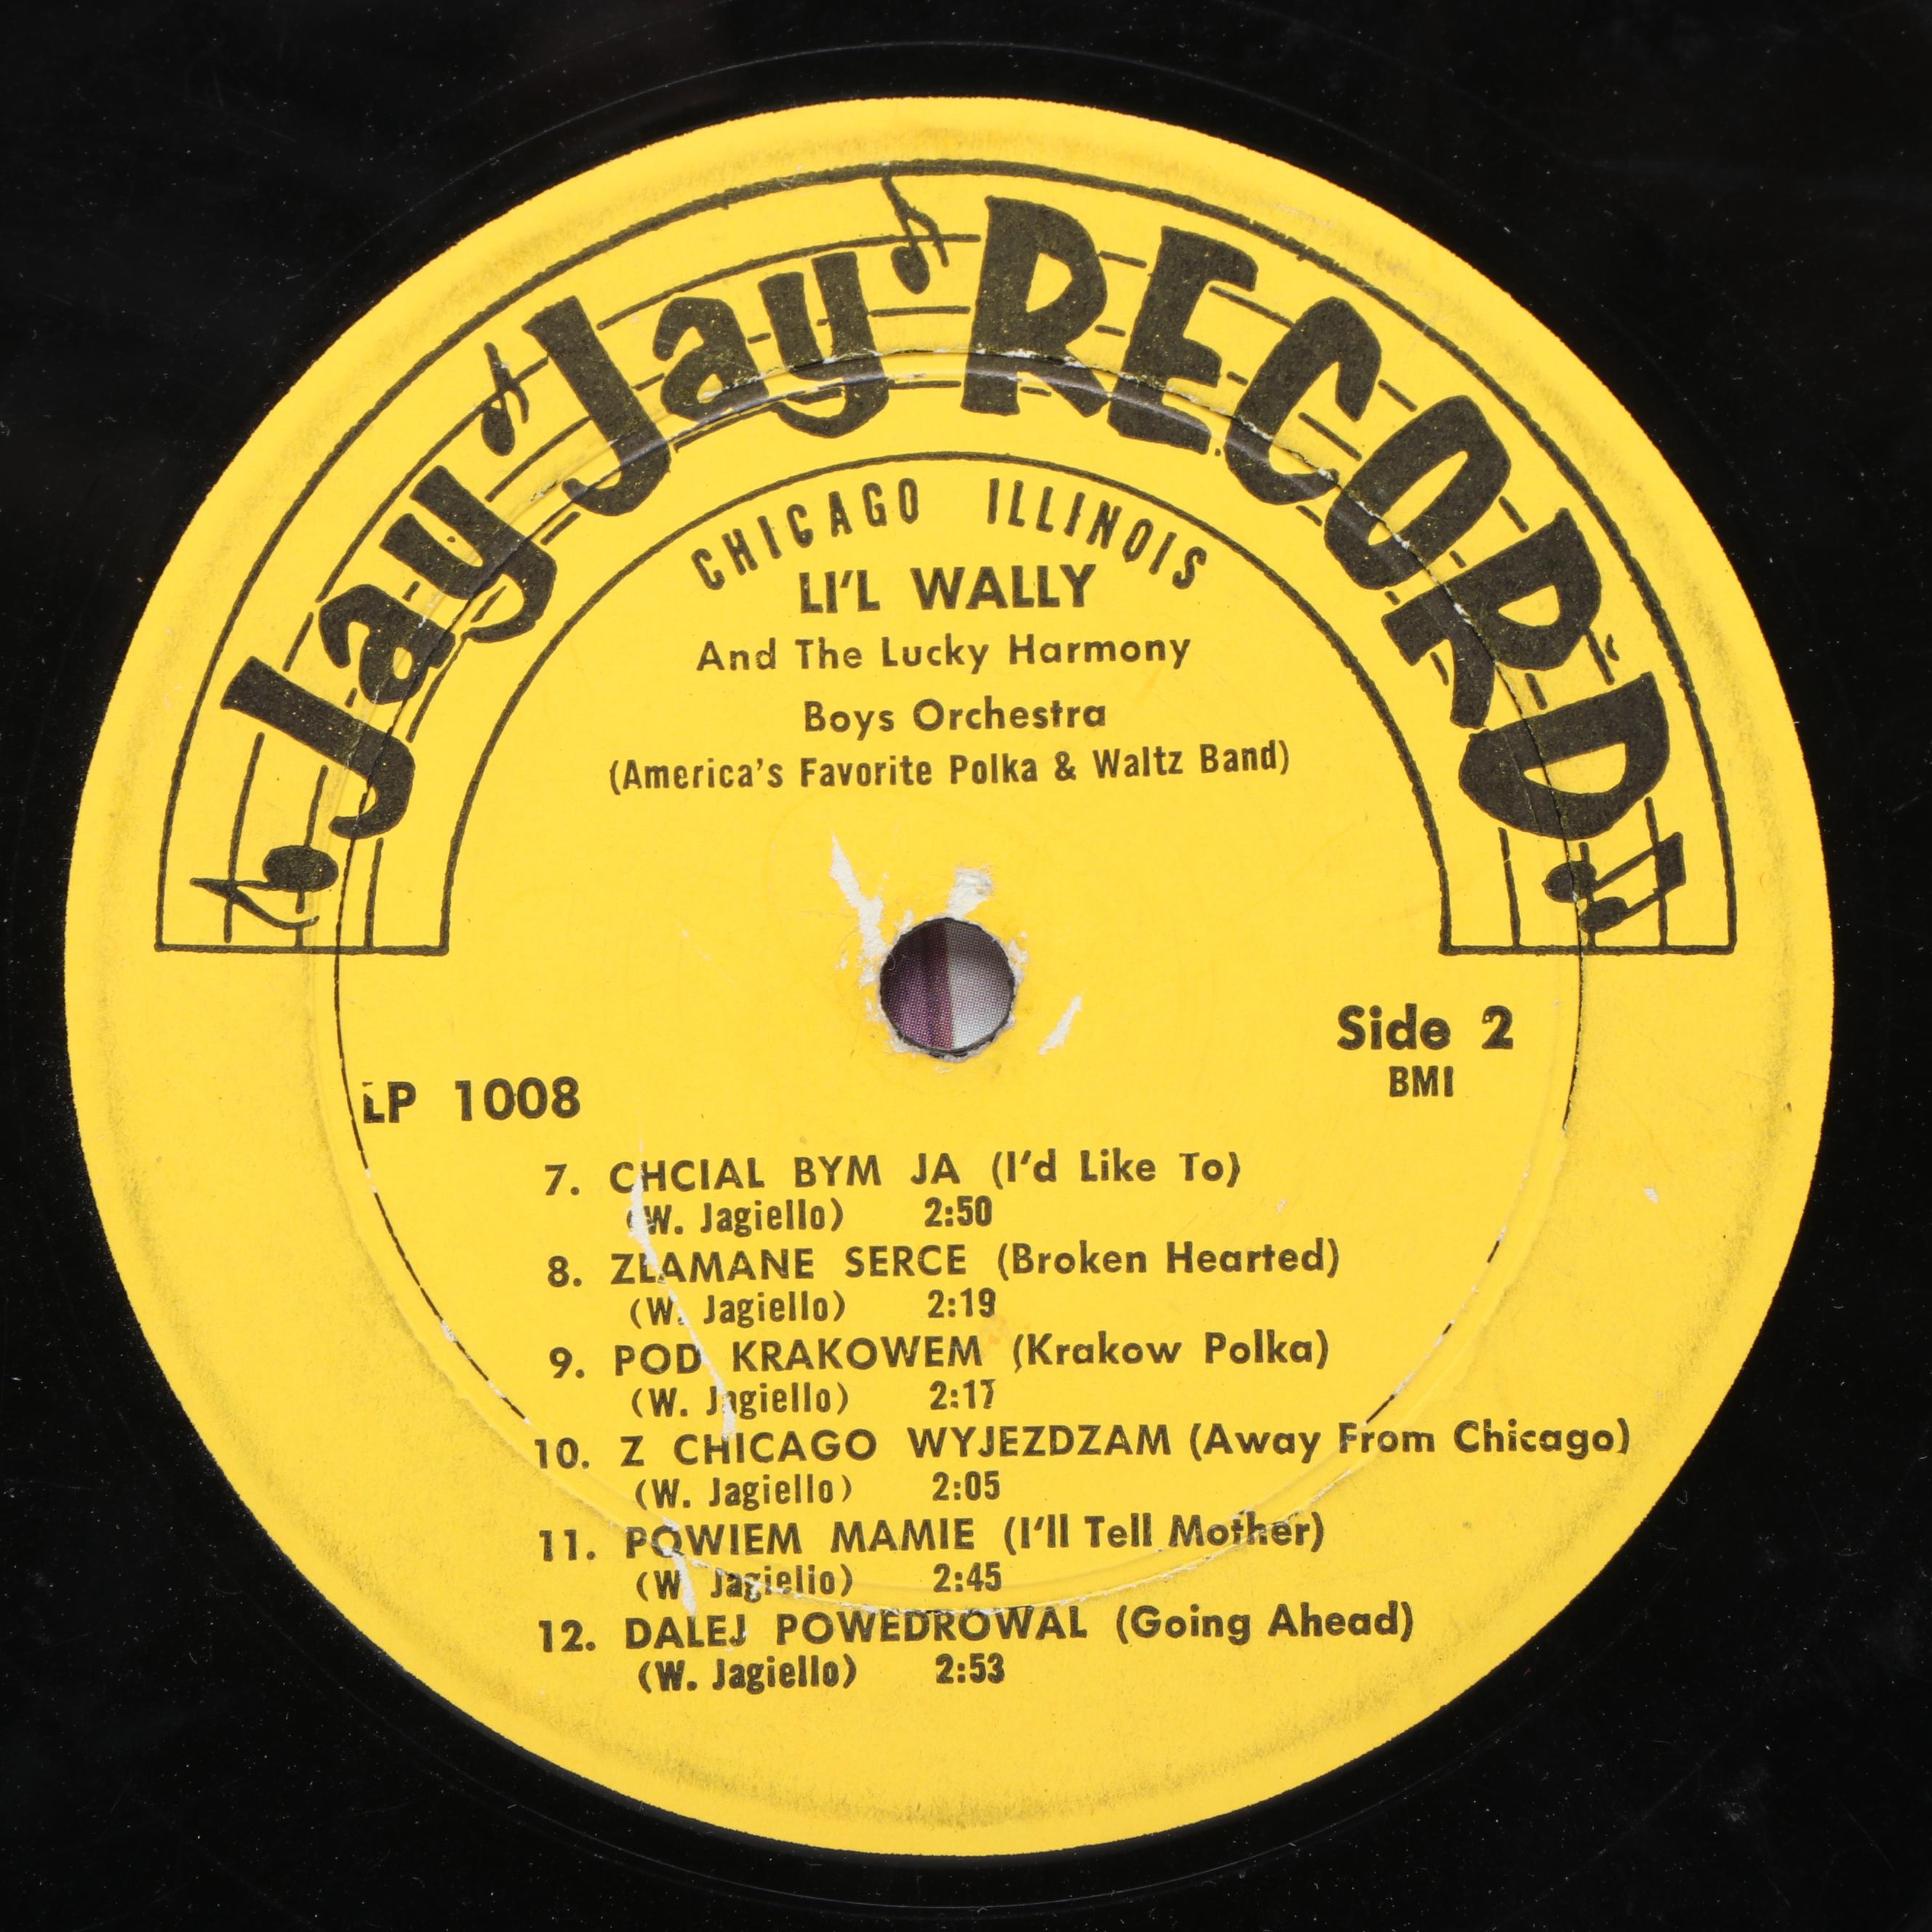 Jay Jay RECORD
CHICAGO ILLINOIS
LI'L WALLY
And The Lucky Harmony
Boys Orchestra
(America's Favorite Polka & Waltz Band)
Side 2
BMI
LP 1008
7. CHCIAL BYM JA (I'd Like To)
(W. Jagiello) 2:50
8. ZLAMANE SERCE (Broken Hearted)
(W. Jagiello) 2:19
9. POD KRAKOWEM (Krakow Polka)
(W. Jagiello) 2:17
10. Z CHICAGO WYJEZDZAM (Away From Chicago)
(W. Jagiello) 2:05
11. POWIEM MAMIE (I'll Tell Mother)
(W. Jagiello) 2:45
12. DALEJ POWEDROWAL (Going Ahead)
(W. Jagiello) 2:53